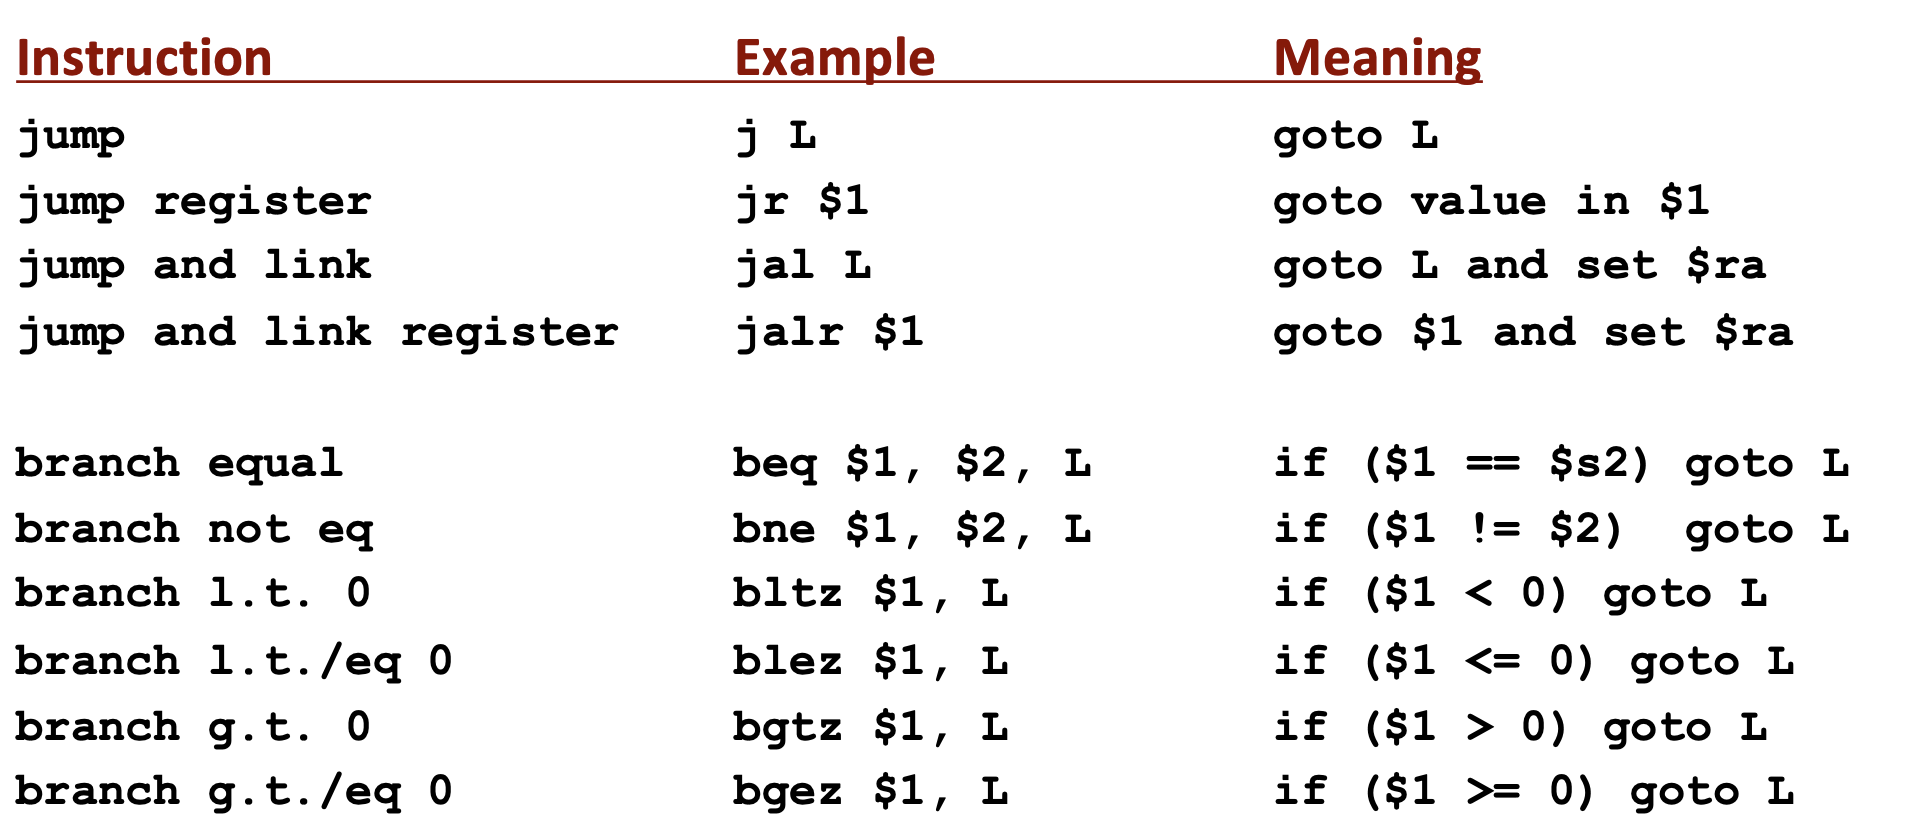 Instruction Example Meaning
jump j L goto L
jump register jr $1 goto value in $1
jump and link jal L goto L and set $ra
jump and link register jalr $1 goto $1 and set $ra
branch equal beq $1, $2, L if ($1 == $s2) goto L
branch not eq bne $1, $2, L if ($1 != $2) goto L
branch l.t. 0 bltz $1, L if ($1 < 0) goto L
branch l.t./eq 0 blez $1, L if ($1 <= 0) goto L
branch g.t. 0 bgtz $1, L if ($1 > 0) goto L
branch g.t./eq 0 bgez $1, L if ($1 >= 0) goto L